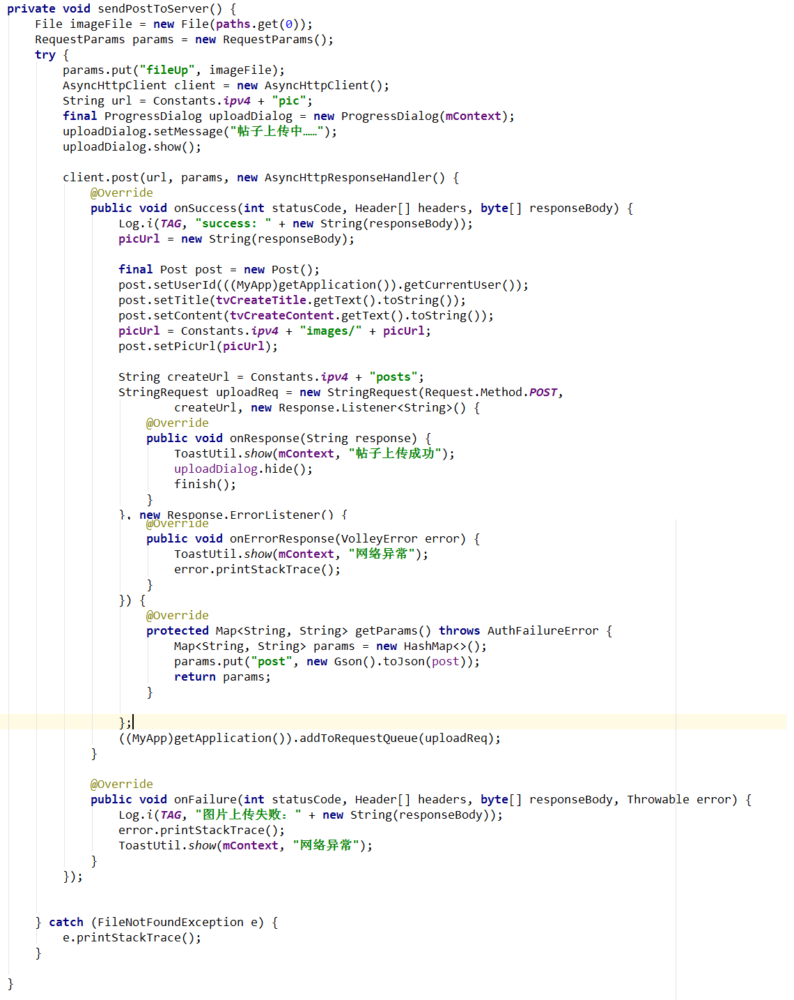 private void sendPostToServer() {
File imageFile = new File(paths.get(0));
RequestParams params = new RequestParams();
try {
params.put("fileUp", imageFile);
AsyncHttpClient client = new AsyncHttpClient();
String url = Constants.ipv4 + "pic";
final ProgressDialog uploadDialog = new ProgressDialog(mContext);
uploadDialog.setMessage("帖子上传中……");
uploadDialog.show();
client.post(url, params, new AsyncHttpResponseHandler() {
@Override
public void onSuccess(int statusCode, Header[] headers, byte[] responseBody) {
Log.i(TAG, "success: " + new String(responseBody));
picUrl = new String(responseBody);
final Post post = new Post();
post.setUserId(((MyApp)getApplication()).getCurrentUser());
post.setTitle(tvCreateTitle.getText().toString());
post.setContent(tvCreateContent.getText().toString());
picUrl = Constants.ipv4 + "images/" + picUrl;
post.setPicUrl(picUrl);
String createUrl = Constants.ipv4 + "posts";
StringRequest uploadReq = new StringRequest(Request.Method.POST,
createUrl, new Response.Listener<String>() {
@Override
public void onResponse(String response) {
ToastUtil.show(mContext, "帖子上传成功");
uploadDialog.hide();
finish();
}
}, new Response.ErrorListener() {
@Override
public void onErrorResponse(VolleyError error) {
ToastUtil.show(mContext, "网络异常");
error.printStackTrace();
}
}) {
@Override
protected Map<String, String> getParams() throws AuthFailureError {
Map<String, String> params = new HashMap<>();
params.put("post", new Gson().toJson(post));
return params;
}
};
((MyApp)getApplication()).addToRequestQueue(uploadReq);
}
@Override
public void onFailure(int statusCode, Header[] headers, byte[] responseBody, Throwable error) {
Log.i(TAG, "图片上传失败：" + new String(responseBody));
error.printStackTrace();
ToastUtil.show(mContext, "网络异常");
}
});
} catch (FileNotFoundException e) {
e.printStackTrace();
}
}